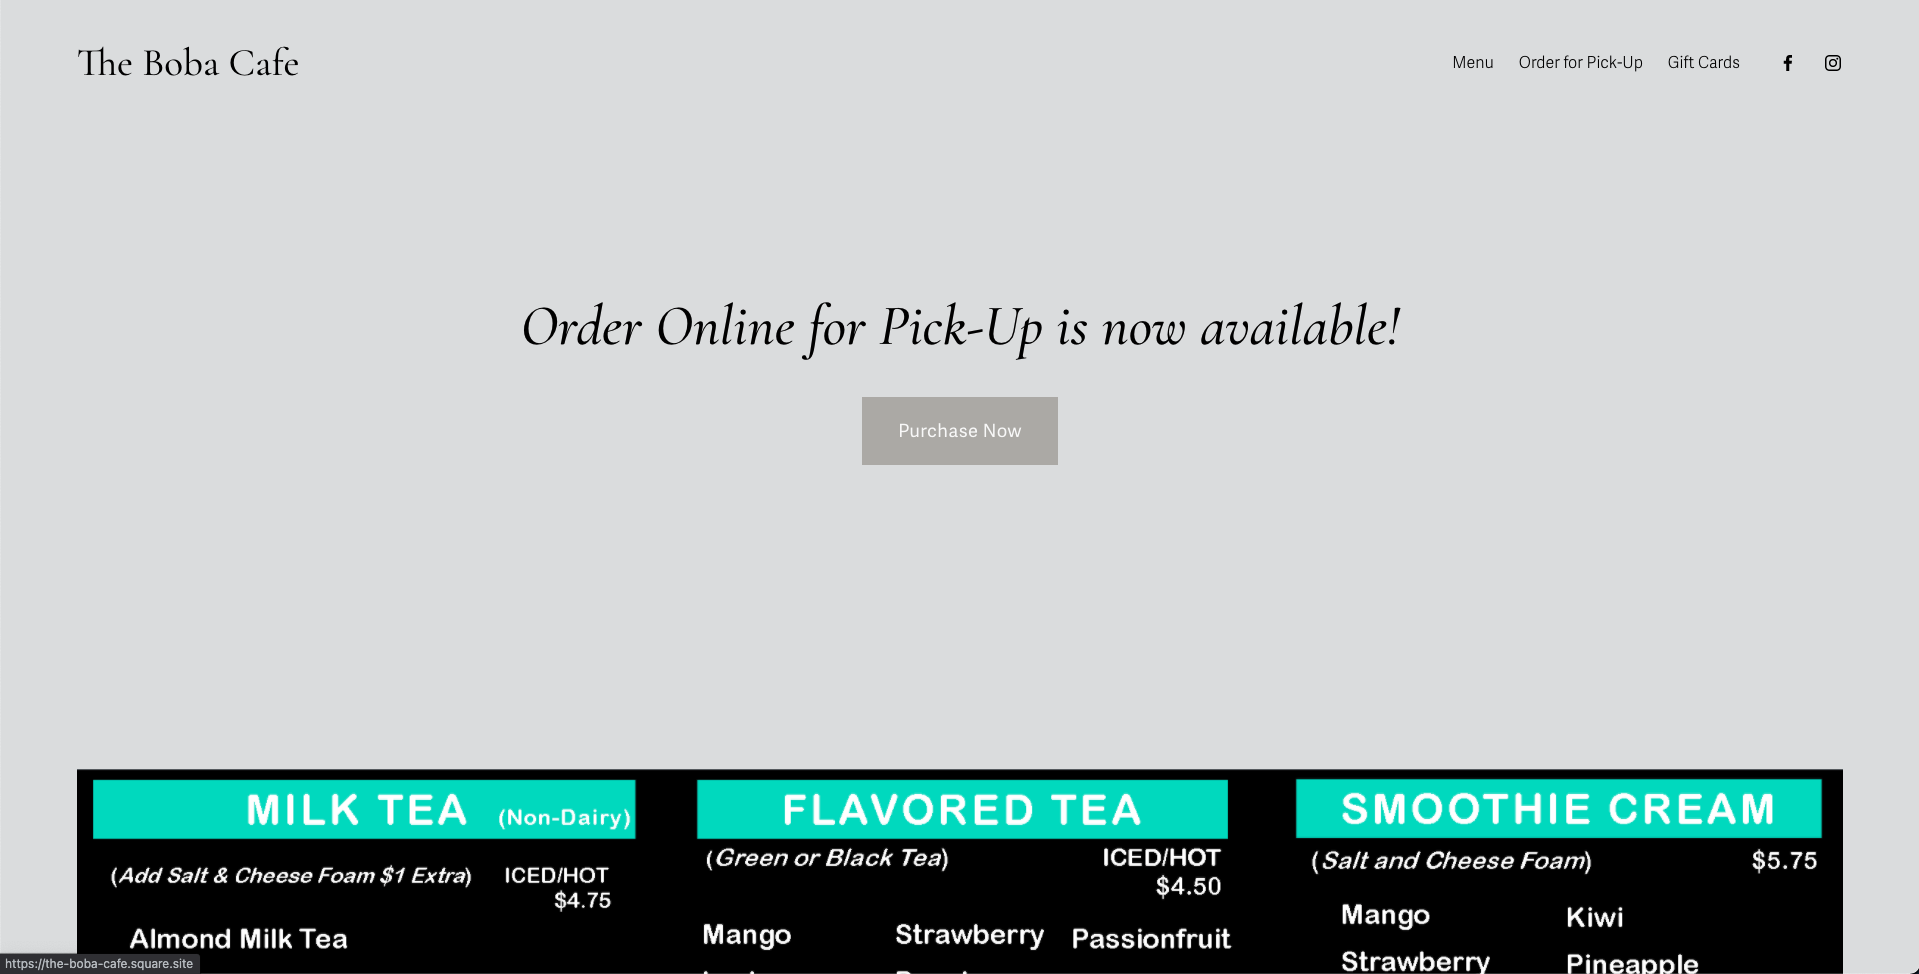 The Boba Cafe
Menu Order for Pick-Up Gift Cards
Order Online for Pick-Up is now available!
Purchase Now
MILK TEA (Non-Dairy)
(Add Salt & Cheese Foam $1 Extra) ICED/HOT
$4.75
Almond Milk Tea
FLAVORED TEA
(Green or Black Tea) ICED/HOT
$4.50
Mango Strawberry Passionfruit
SMOOTHIE CREAM
(Salt and Cheese Foam) $5.75
Mango Kiwi
Strawberry Pineapple
https://the-boba-cafe.square.site